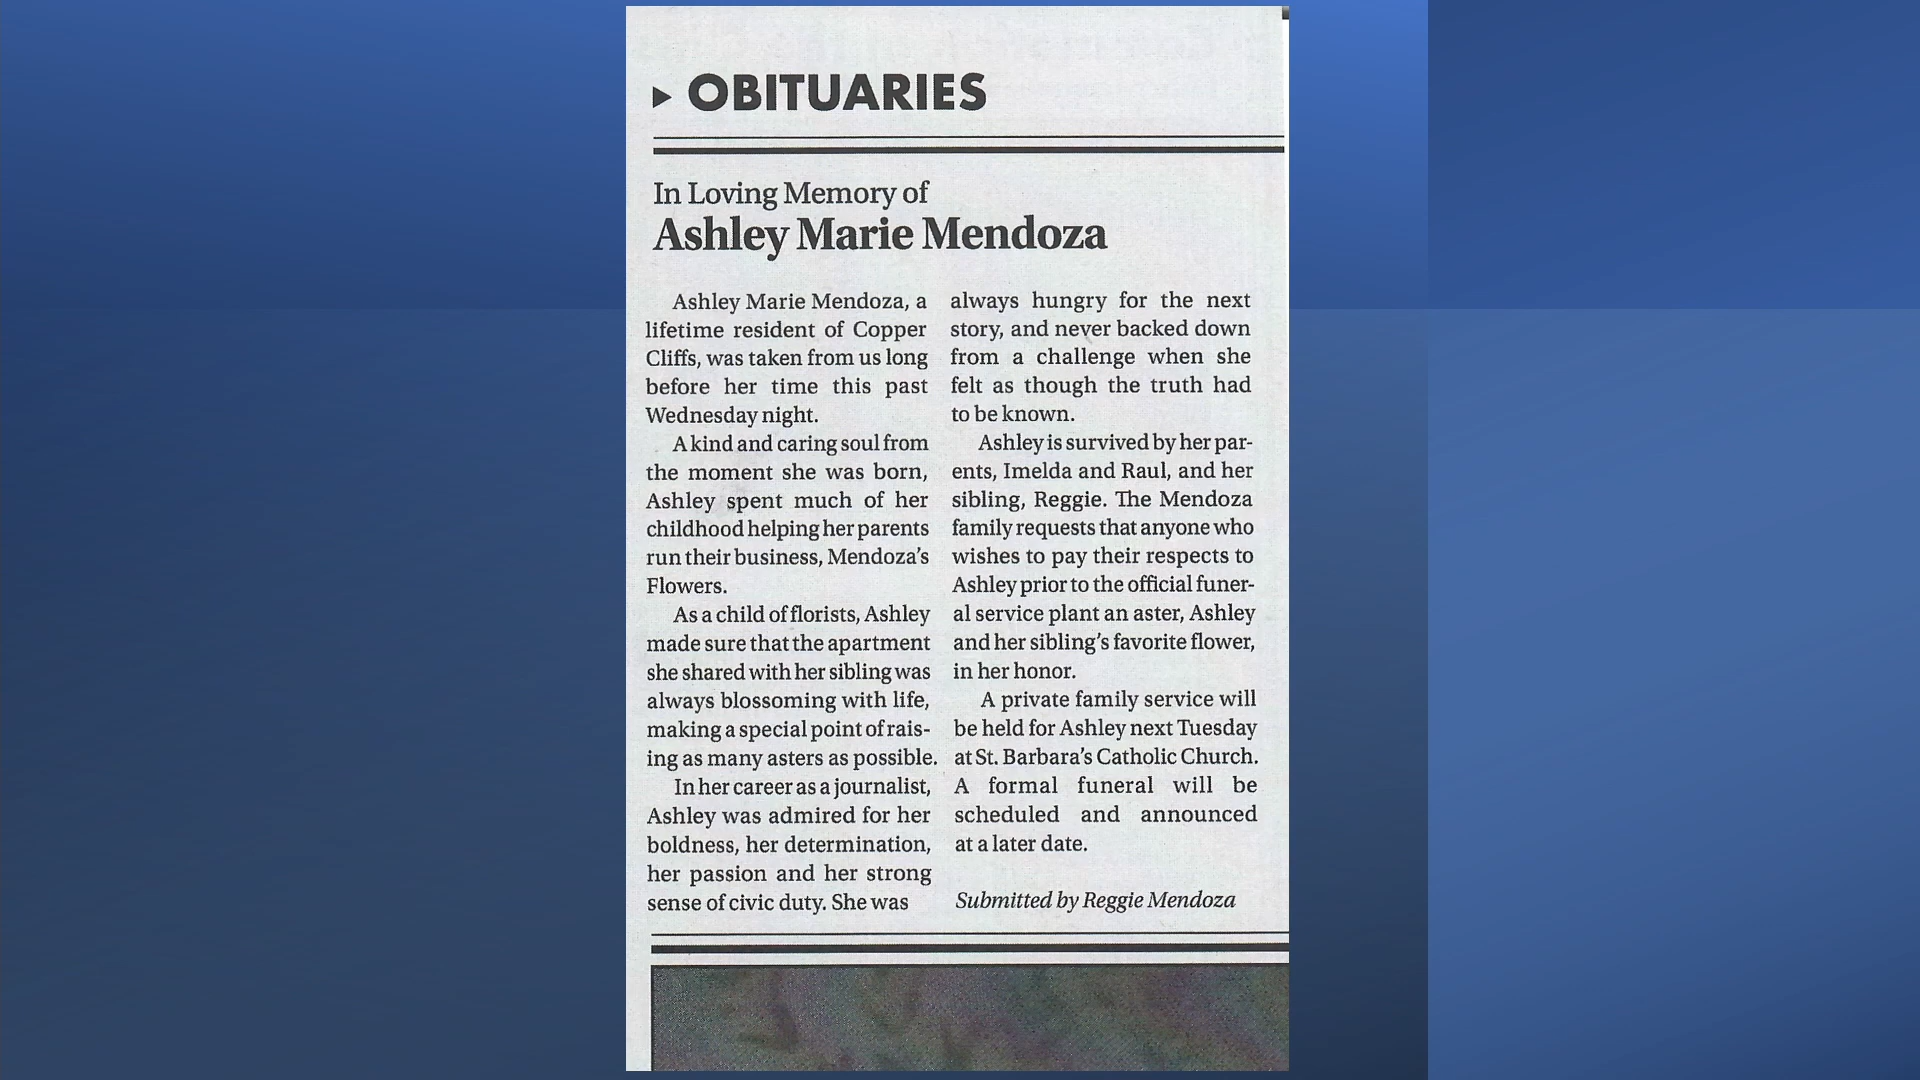 OBITUARIES
In Loving Memory of
Ashley Marie Mendoza
Ashley Marie Mendoza, a
lifetime resident of Copper
Cliffs, was taken from us long
before her time this past
Wednesday night.
A kind and caring soul from
the moment she was born,
Ashley spent much of her
childhood helping her parents
run their business, Mendoza's
Flowers.
As a child of florists, Ashley
made sure that the apartment
she shared with her sibling was
always blossoming with life,
making a special point of rais-
ing as many asters as possible.
In her career as a journalist,
Ashley was admired for her
boldness, her determination,
her passion and her strong
sense of civic duty. She was
always hungry for the next
story, and never backed down
from a challenge when she
felt as though the truth had
to be known.
Ashley is survived by her par-
ents, Imelda and Raul, and her
sibling, Reggie. The Mendoza
family requests that anyone who
wishes to pay their respects to
Ashley prior to the official funer-
al service plant an aster, Ashley
and her sibling's favorite flower,
in her honor.
A private family service will
be held for Ashley next Tuesday
at St. Barbara's Catholic Church.
A formal funeral will be
scheduled and announced
at a later date.
Submitted by Reggie Mendoza